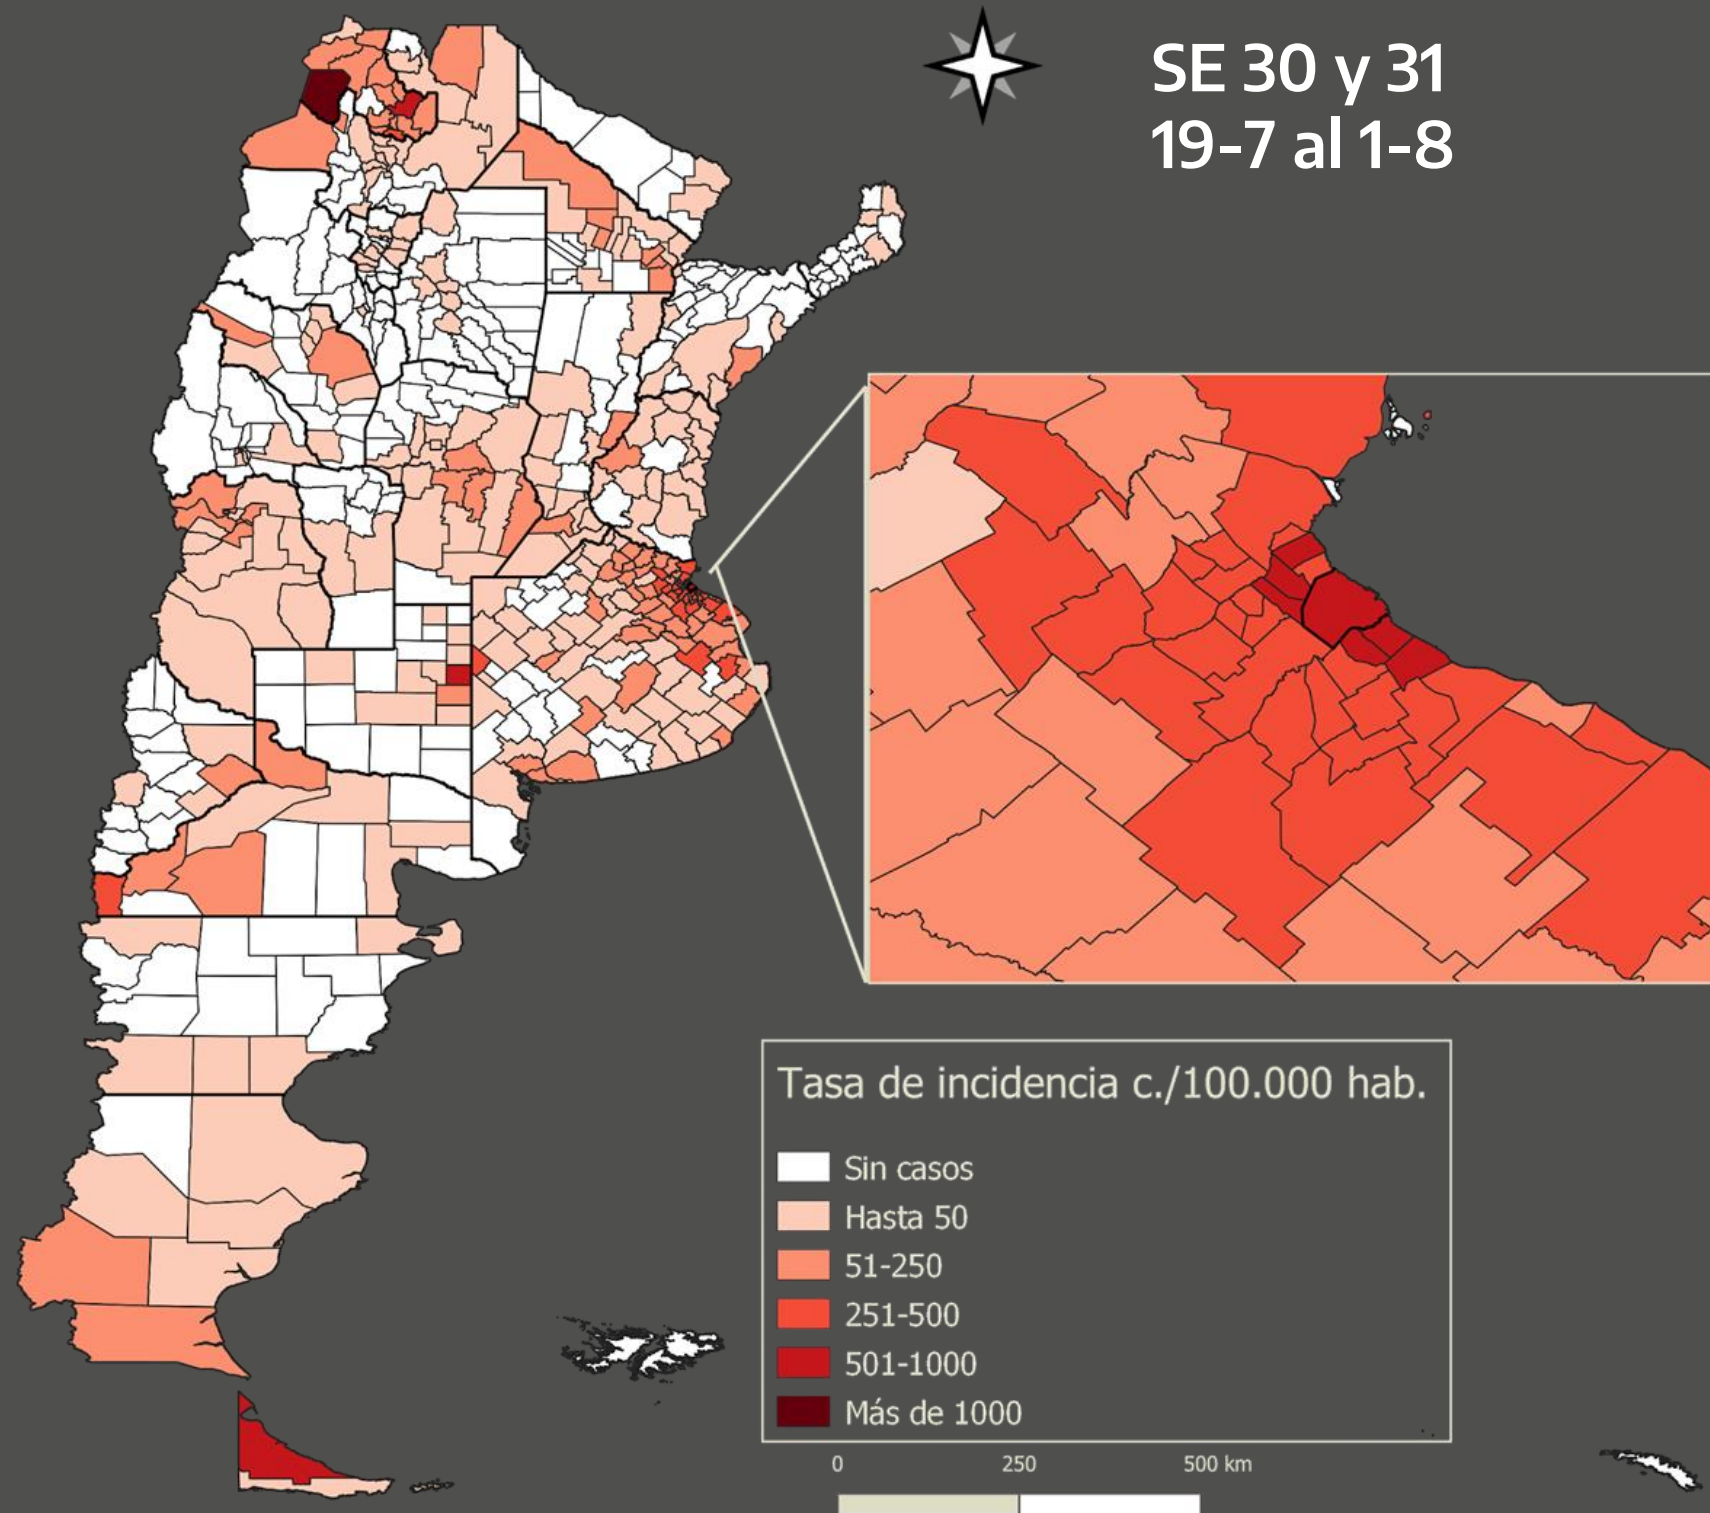 SE 30 y 31
19-7 al 1-8
Tasa de incidencia c./100.000 hab.
Sin casos
Hasta 50
51-250
251-500
501-1000
Más de 1000
0 250 500 km